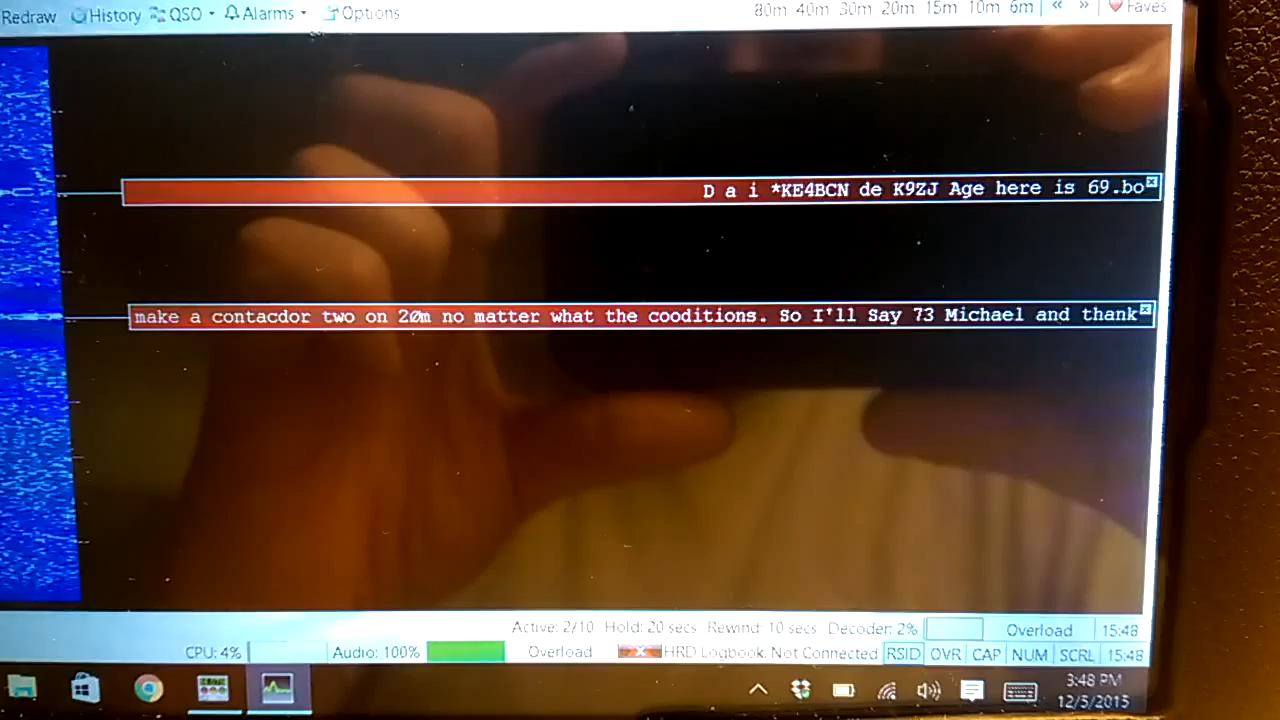 Redraw History QSO Alarms Options 80m 40m 30m 20m 15m 10m 6m « » Faves
D a i *KE4BCN de K9ZJ Age here is 69.bo
make a contacdor two on 20m no matter what the cooditions. So I'll Say 73 Michael and thank
Active: 2/10 Hold: 20 secs Rewind: 10 secs Decoder: 2% Overload 15:48
CPU: 4% Audio: 100% Overload HRD Logbook: Not Connected RSID OVR CAP NUM SCRL 15:48
3:48 PM
12/5/2015